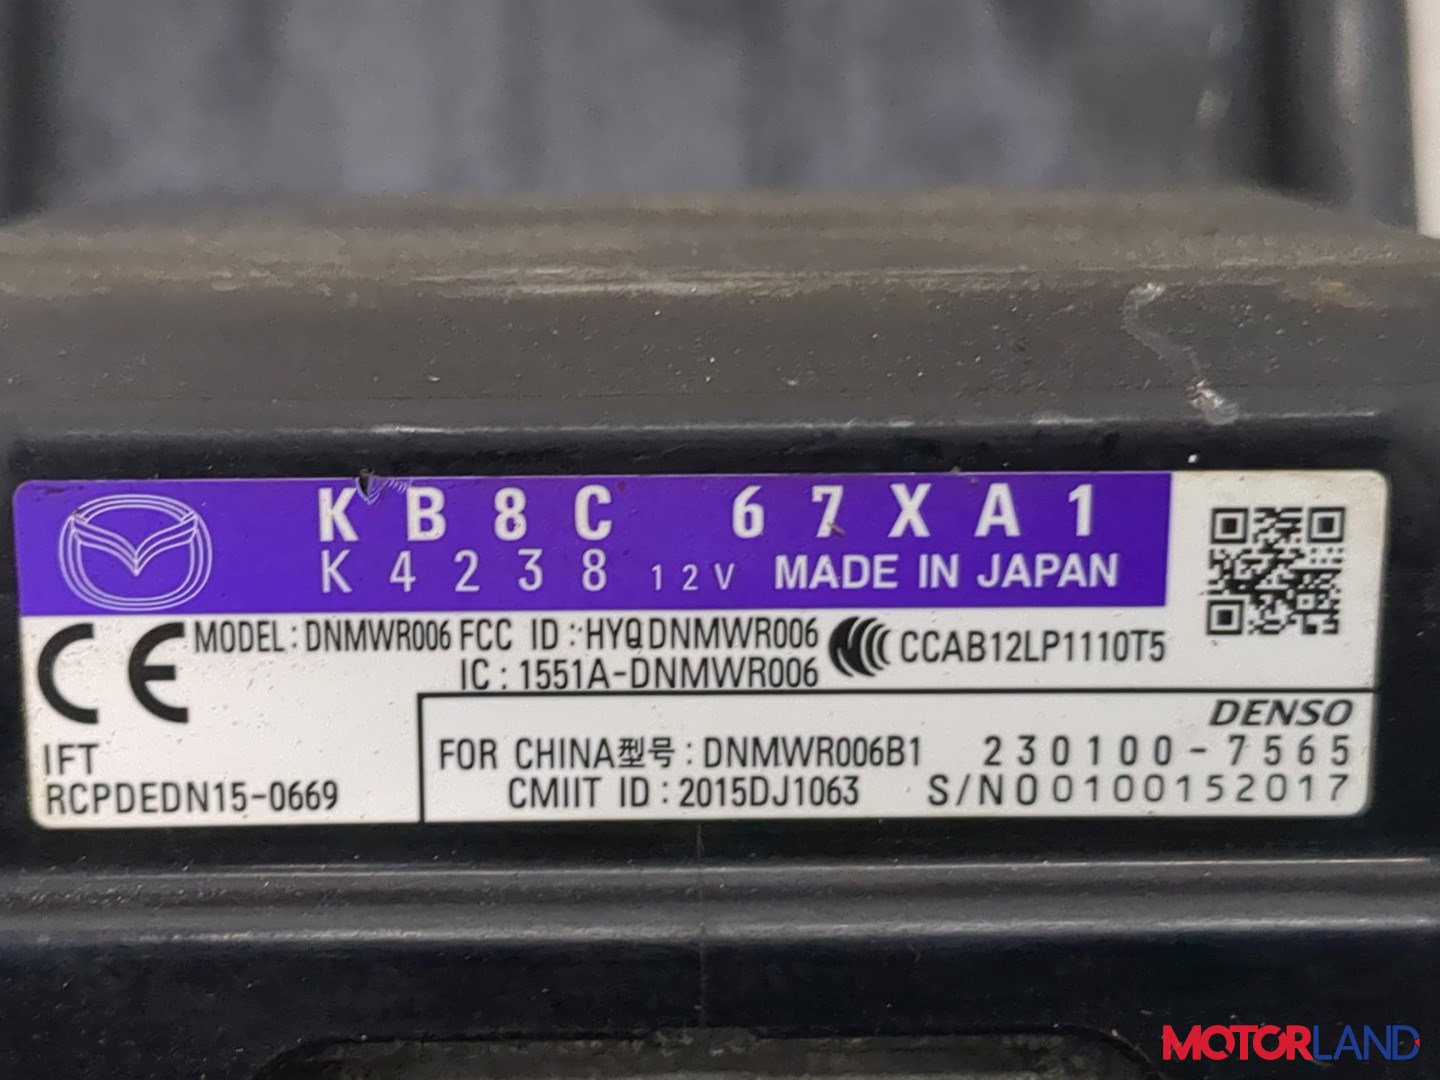 KB8C 67XA1
K4238 12V MADE IN JAPAN
MODEL:DNMWR006 FCC ID:HYQDNMWR006
IC:1551A-DNMWR006
CCAB12LP1110T5
CE
IFT
RCPDEDN15-0669
DENSO
FOR CHINA型号:DNMWR006B1 230100-7565
CMIIT ID:2015DJ1063 S/N00100152017
MOTORLAND